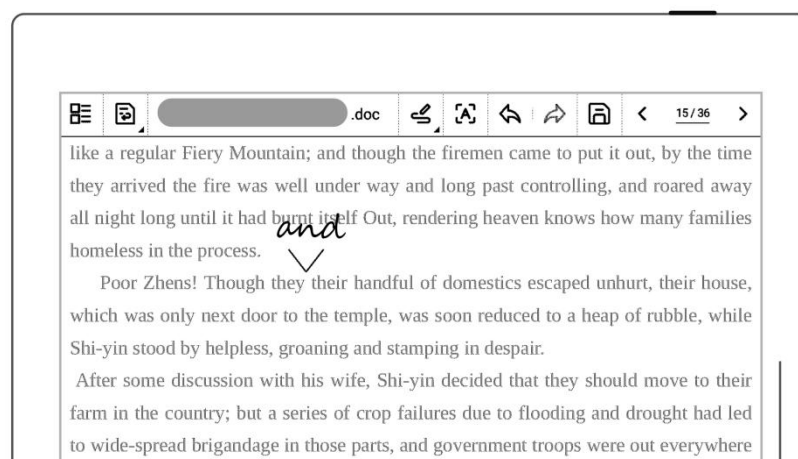 .doc 15/36
like a regular Fiery Mountain; and though the firemen came to put it out, by the time
they arrived the fire was well under way and long past controlling, and roared away
all night long until it had burnt itself Out, rendering heaven knows how many families
and
homeless in the process.
Poor Zhens! Though they their handful of domestics escaped unhurt, their house,
which was only next door to the temple, was soon reduced to a heap of rubble, while
Shi-yin stood by helpless, groaning and stamping in despair.
After some discussion with his wife, Shi-yin decided that they should move to their
farm in the country; but a series of crop failures due to flooding and drought had led
to wide-spread brigandage in those parts, and government troops were out everywhere